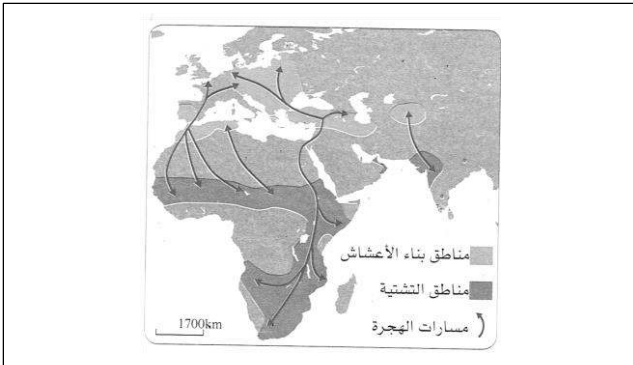 مناطق بناء الأعشاش
مناطق التشتية
مسارات الهجرة
1700km